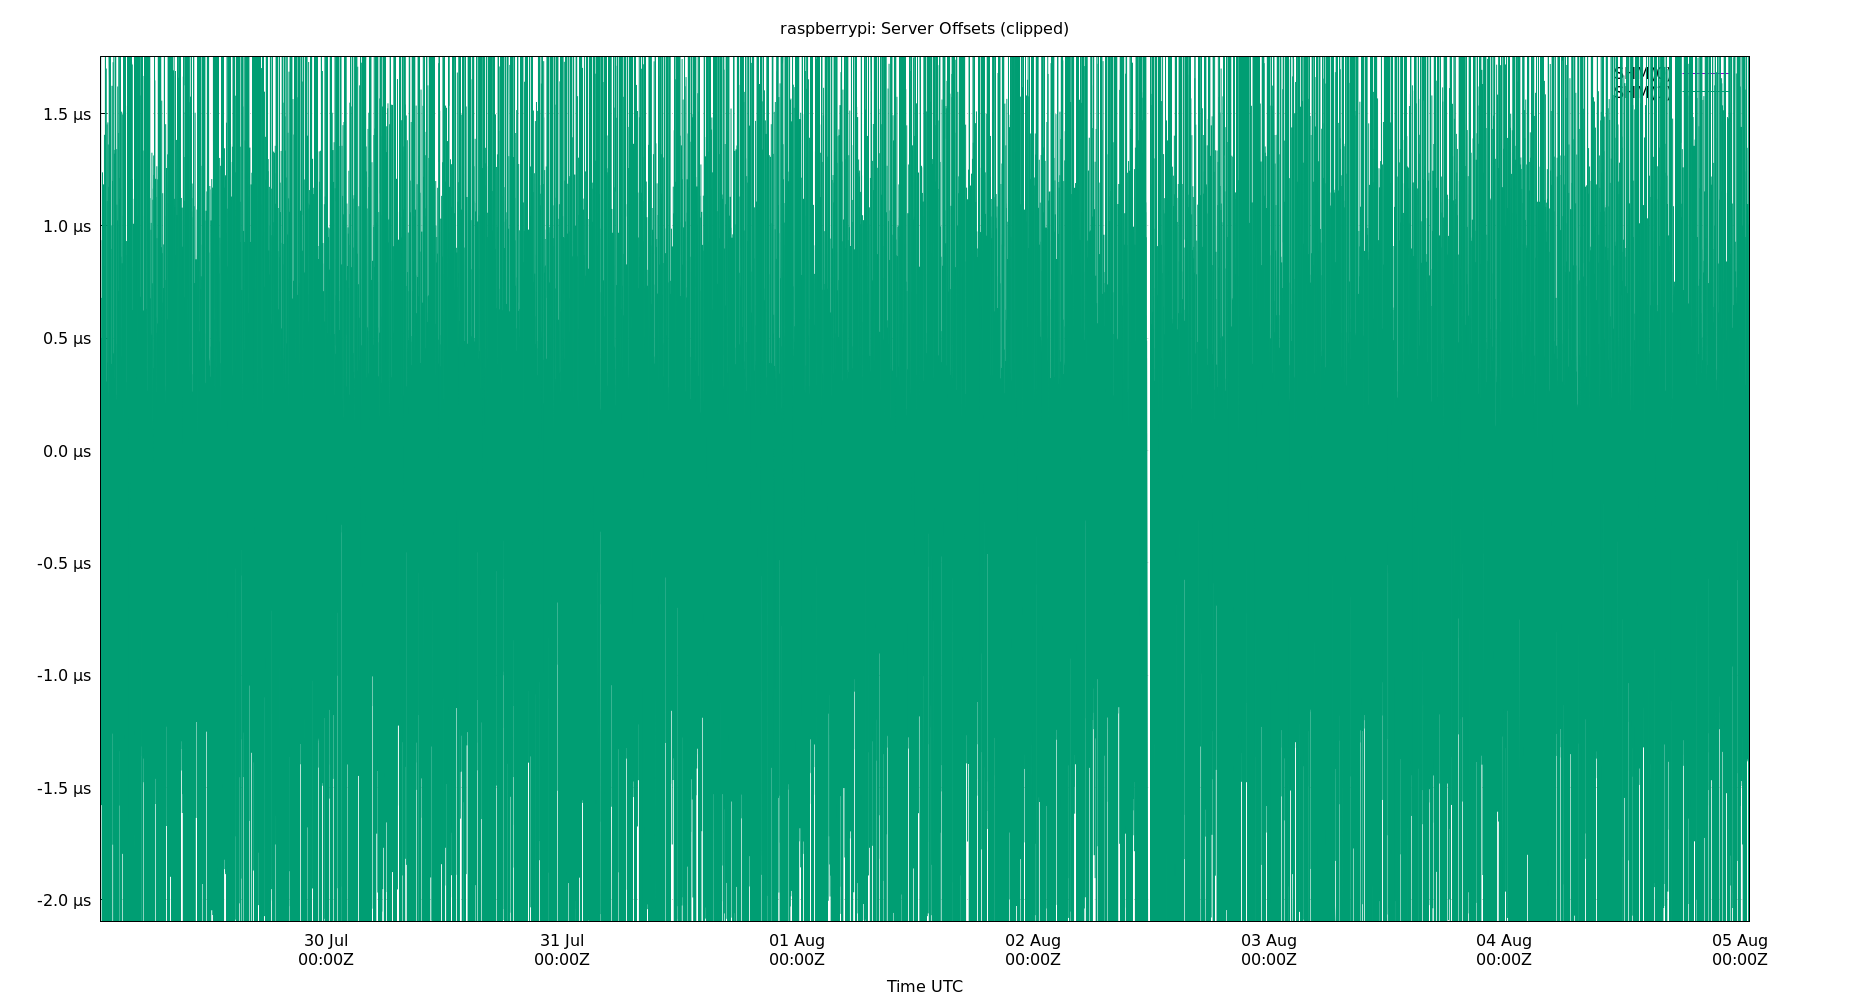 raspberrypi: Server Offsets (clipped)
1.5 µs
1.0 µs
0.5 µs
0.0 µs
-0.5 µs
-1.0 µs
-1.5 µs
-2.0 µs
30 Jul
00:00Z
31 Jul
00:00Z
01 Aug
00:00Z
02 Aug
00:00Z
03 Aug
00:00Z
04 Aug
00:00Z
05 Aug
00:00Z
Time UTC